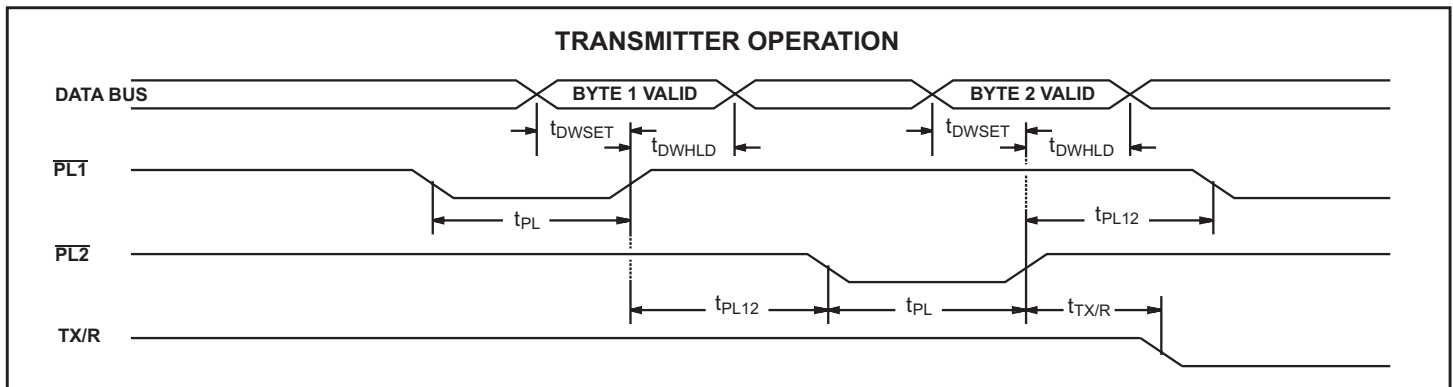 TRANSMITTER OPERATION
DATA BUS
BYTE 1 VALID
BYTE 2 VALID
tDWSET
tDWHLD
tDWSET
tDWHLD
PL1
tPL
tPL12
PL2
tPL12
tPL
tTX/R
TX/R